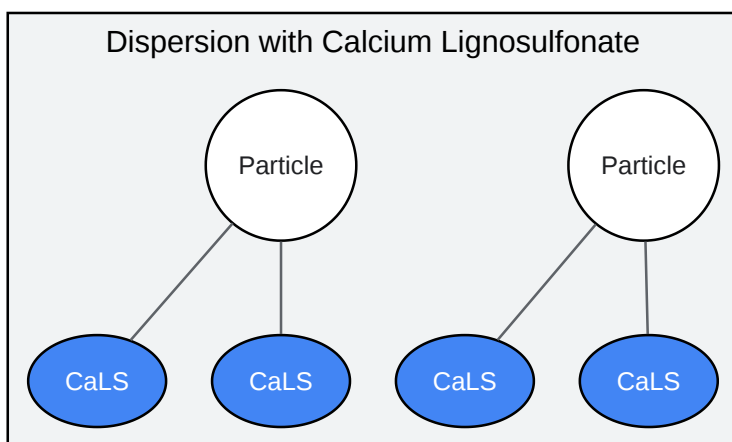 Dispersion with Calcium Lignosulfonate
Particle Particle
CaLS CaLS CaLS CaLS